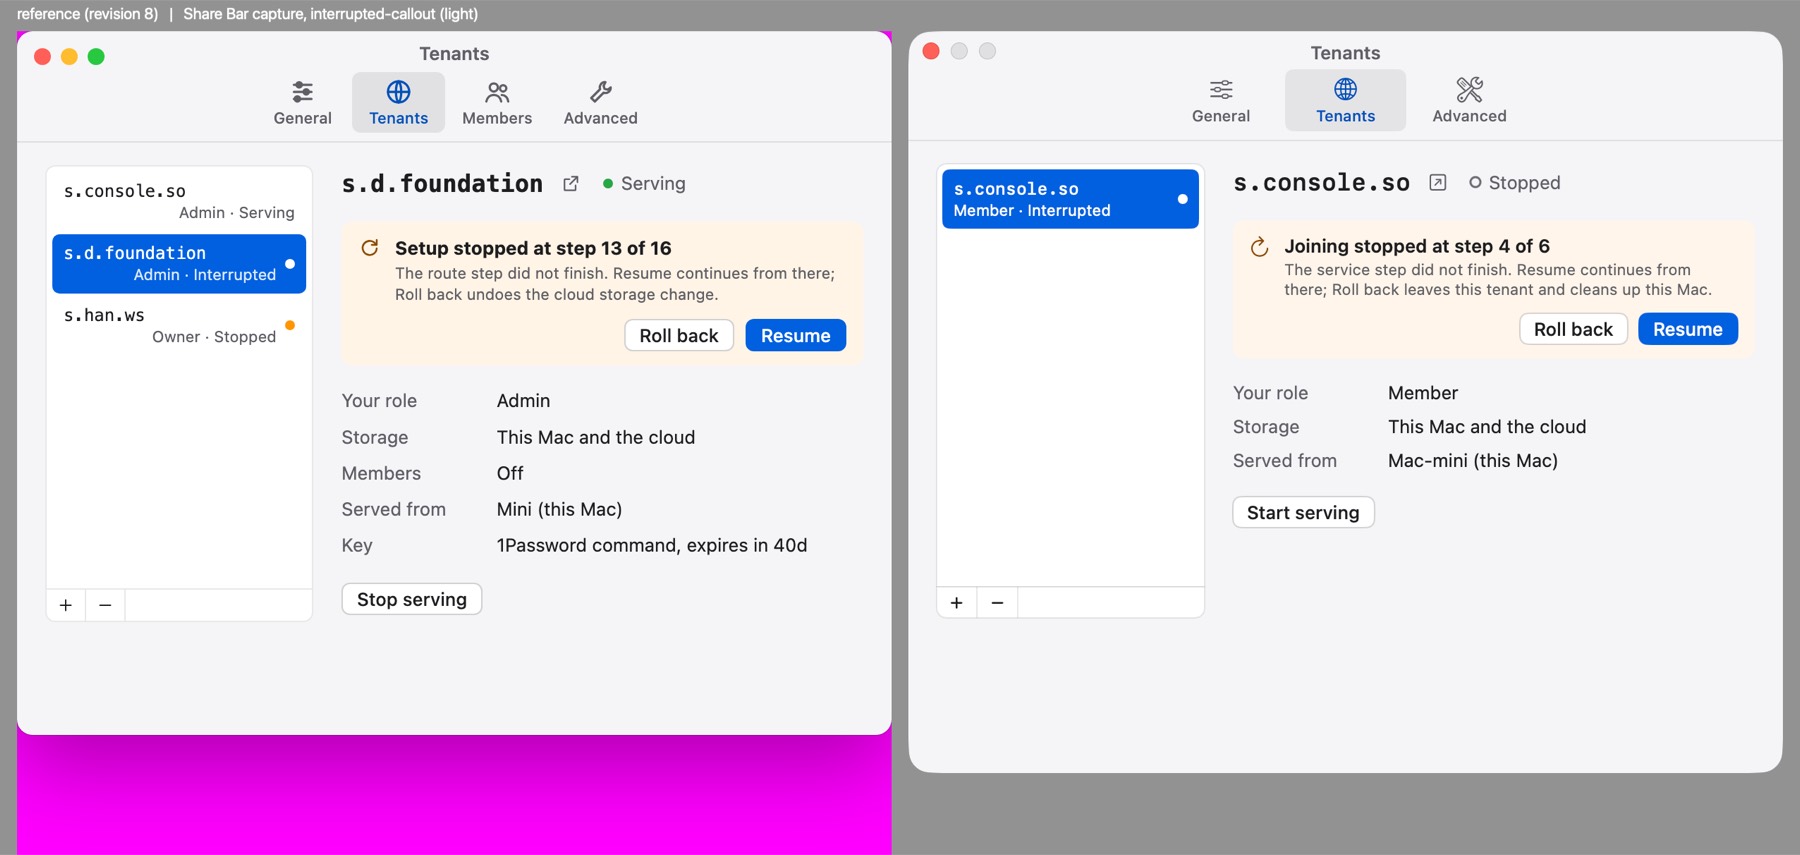 reference (revision 8) | Share Bar capture, interrupted-callout (light)
Tenants
General
Tenants
Members
Advanced
s.console.so
Admin · Serving
s.d.foundation
Admin · Interrupted
s.han.ws
Owner · Stopped
+ −
s.d.foundation
Serving
Setup stopped at step 13 of 16
The route step did not finish. Resume continues from there;
Roll back undoes the cloud storage change.
Roll back
Resume
Your role Admin
Storage This Mac and the cloud
Members Off
Served from Mini (this Mac)
Key 1Password command, expires in 40d
Stop serving
Tenants
General
Tenants
Advanced
s.console.so
Member · Interrupted
+ −
s.console.so
Stopped
Joining stopped at step 4 of 6
The service step did not finish. Resume continues from
there; Roll back leaves this tenant and cleans up this Mac.
Roll back
Resume
Your role Member
Storage This Mac and the cloud
Served from Mac-mini (this Mac)
Start serving